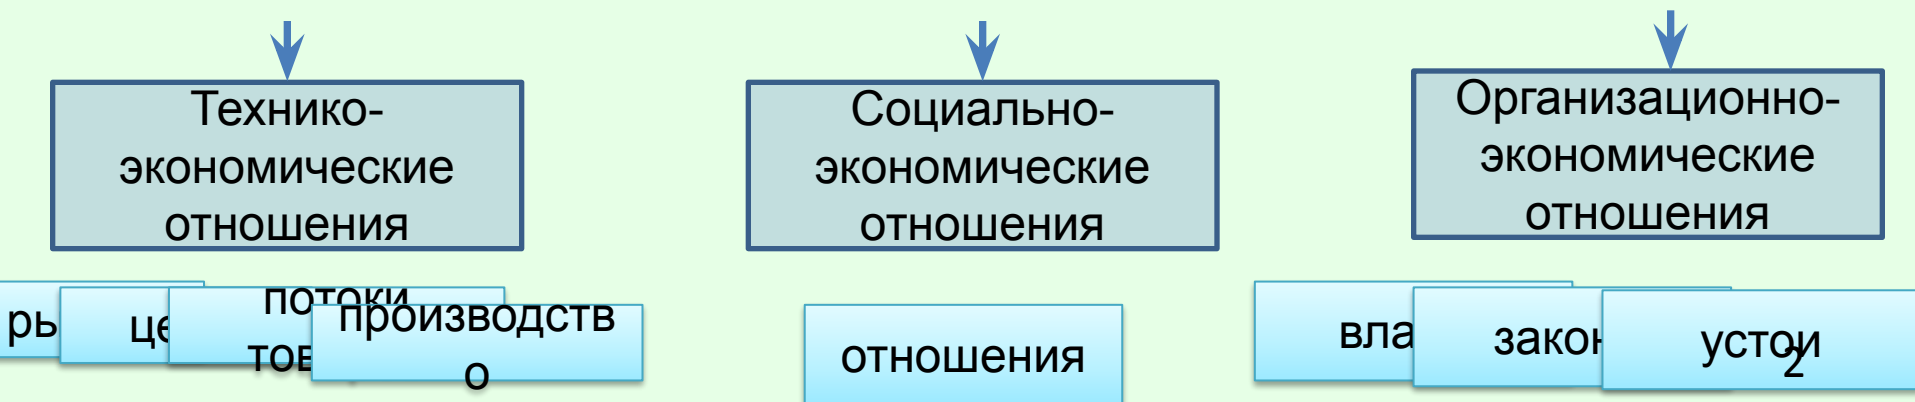 Технико-
экономические
отношения
Социально-
экономические
отношения
Организационно-
экономические
отношения
потоки
производств
о
отношения
устои
2